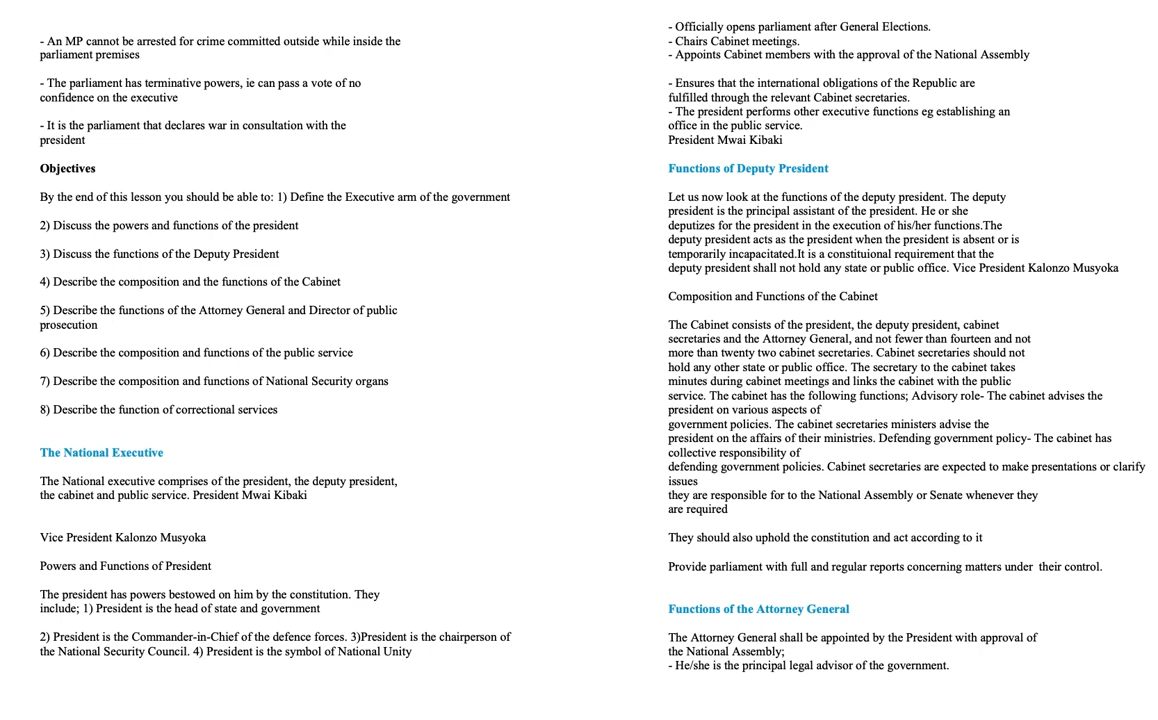 - An MP cannot be arrested for crime committed outside while inside the
parliament premises
- The parliament has terminative powers, ie can pass a vote of no
confidence on the executive
- It is the parliament that declares war in consultation with the
president
Objectives
By the end of this lesson you should be able to: 1) Define the Executive arm of the government
2) Discuss the powers and functions of the president
3) Discuss the functions of the Deputy President
4) Describe the composition and the functions of the Cabinet
5) Describe the functions of the Attorney General and Director of public
prosecution
6) Describe the composition and functions of the public service
7) Describe the composition and functions of National Security organs
8) Describe the function of correctional services
The National Executive
The National executive comprises of the president, the deputy president,
the cabinet and public service. President Mwai Kibaki
Vice President Kalonzo Musyoka
Powers and Functions of President
The president has powers bestowed on him by the constitution. They
include; 1) President is the head of state and government
2) President is the Commander-in-Chief of the defence forces. 3)President is the chairperson of
the National Security Council. 4) President is the symbol of National Unity
- Officially opens parliament after General Elections.
- Chairs Cabinet meetings.
- Appoints Cabinet members with the approval of the National Assembly
- Ensures that the international obligations of the Republic are
fulfilled through the relevant Cabinet secretaries.
- The president performs other executive functions eg establishing an
office in the public service.
President Mwai Kibaki
Functions of Deputy President
Let us now look at the functions of the deputy president. The deputy
president is the principal assistant of the president. He or she
deputizes for the president in the execution of his/her functions.The
deputy president acts as the president when the president is absent or is
temporarily incapacitated.It is a constituional requirement that the
deputy president shall not hold any state or public office. Vice President Kalonzo Musyoka
Composition and Functions of the Cabinet
The Cabinet consists of the president, the deputy president, cabinet
secretaries and the Attorney General, and not fewer than fourteen and not
more than twenty two cabinet secretaries. Cabinet secretaries should not
hold any other state or public office. The secretary to the cabinet takes
minutes during cabinet meetings and links the cabinet with the public
service. The cabinet has the following functions; Advisory role- The cabinet advises the
president on various aspects of
government policies. The cabinet secretaries ministers advise the
president on the affairs of their ministries. Defending government policy- The cabinet has
collective responsibility of
defending government policies. Cabinet secretaries are expected to make presentations or clarify
issues
they are responsible for to the National Assembly or Senate whenever they
are required
They should also uphold the constitution and act according to it
Provide parliament with full and regular reports concerning matters under their control.
Functions of the Attorney General
The Attorney General shall be appointed by the President with approval of
the National Assembly;
- He/she is the principal legal advisor of the government.